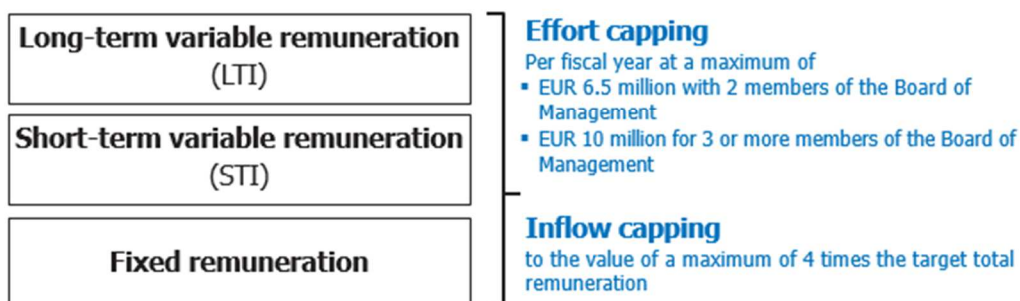 Long-term variable remuneration
(LTI)
Short-term variable remuneration
(STI)
Fixed remuneration
Effort capping
Per fiscal year at a maximum of
▪ EUR 6.5 million with 2 members of the Board of
Management
▪ EUR 10 million for 3 or more members of the Board of
Management
Inflow capping
to the value of a maximum of 4 times the target total
remuneration